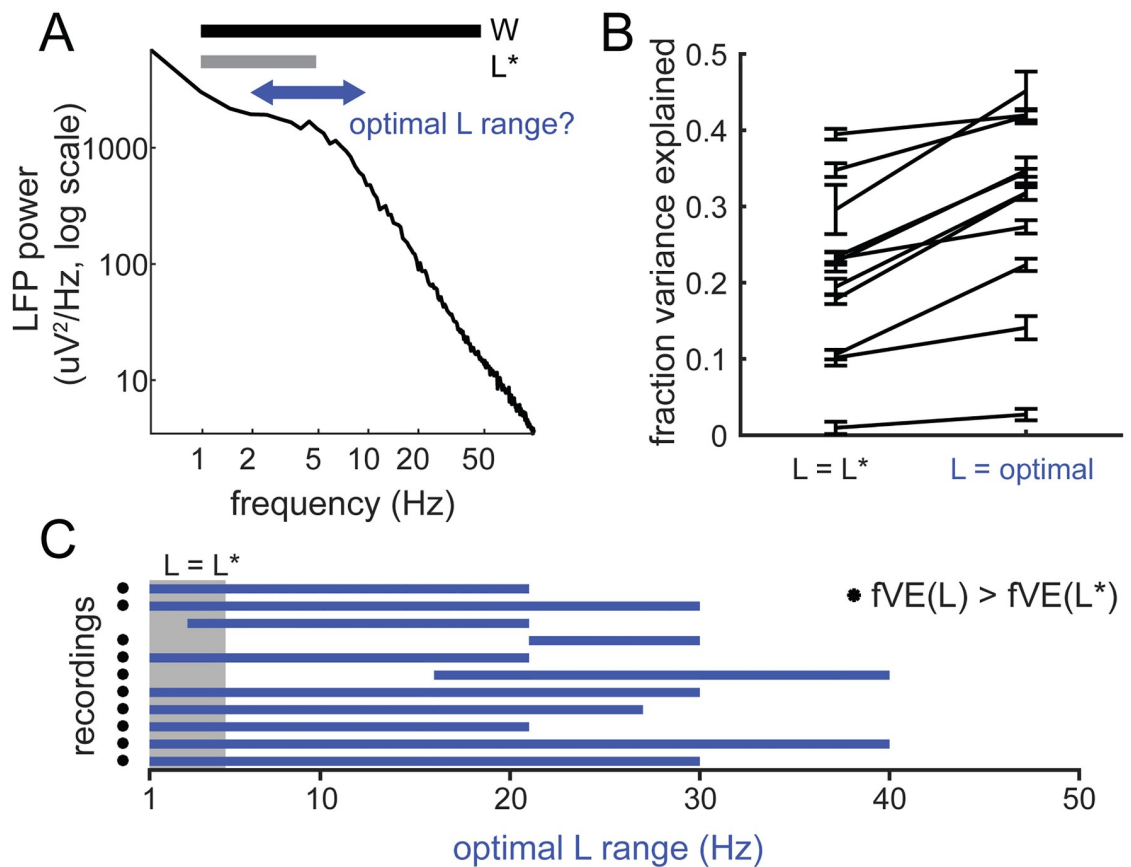 A
W
L*
optimal L range?
LFP power
(uV²/Hz, log scale)
1000
100
10
1 2 5 10 20 50
frequency (Hz)
B
fraction variance explained
0.5
0.4
0.3
0.2
0.1
0
L = L* L = optimal
C
L = L*
recordings
fVE(L) > fVE(L*)
1 10 20 30 40 50
optimal L range (Hz)